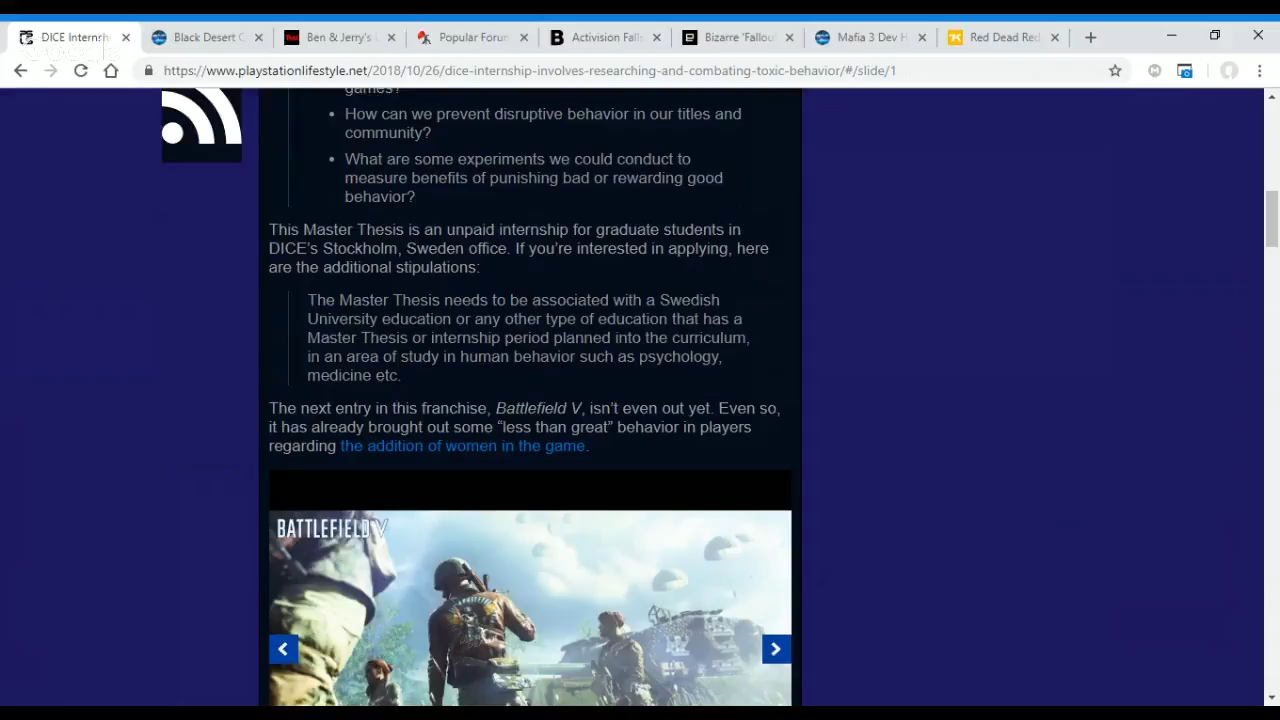 DICE Internsh
Black Desert C
Ben & Jerry's
Popular Forum
Activision Falls
Bizarre 'Fallou
Mafia 3 Dev H
Red Dead Red
https://www.playstationlifestyle.net/2018/10/26/dice-internship-involves-researching-and-combating-toxic-behavior/#/slide/1
games?
• How can we prevent disruptive behavior in our titles and
community?
• What are some experiments we could conduct to
measure benefits of punishing bad or rewarding good
behavior?
This Master Thesis is an unpaid internship for graduate students in
DICE's Stockholm, Sweden office. If you're interested in applying, here
are the additional stipulations:
The Master Thesis needs to be associated with a Swedish
University education or any other type of education that has a
Master Thesis or internship period planned into the curriculum,
in an area of study in human behavior such as psychology,
medicine etc.
The next entry in this franchise, Battlefield V, isn't even out yet. Even so,
it has already brought out some “less than great” behavior in players
regarding the addition of women in the game.
BATTLEFIELD V